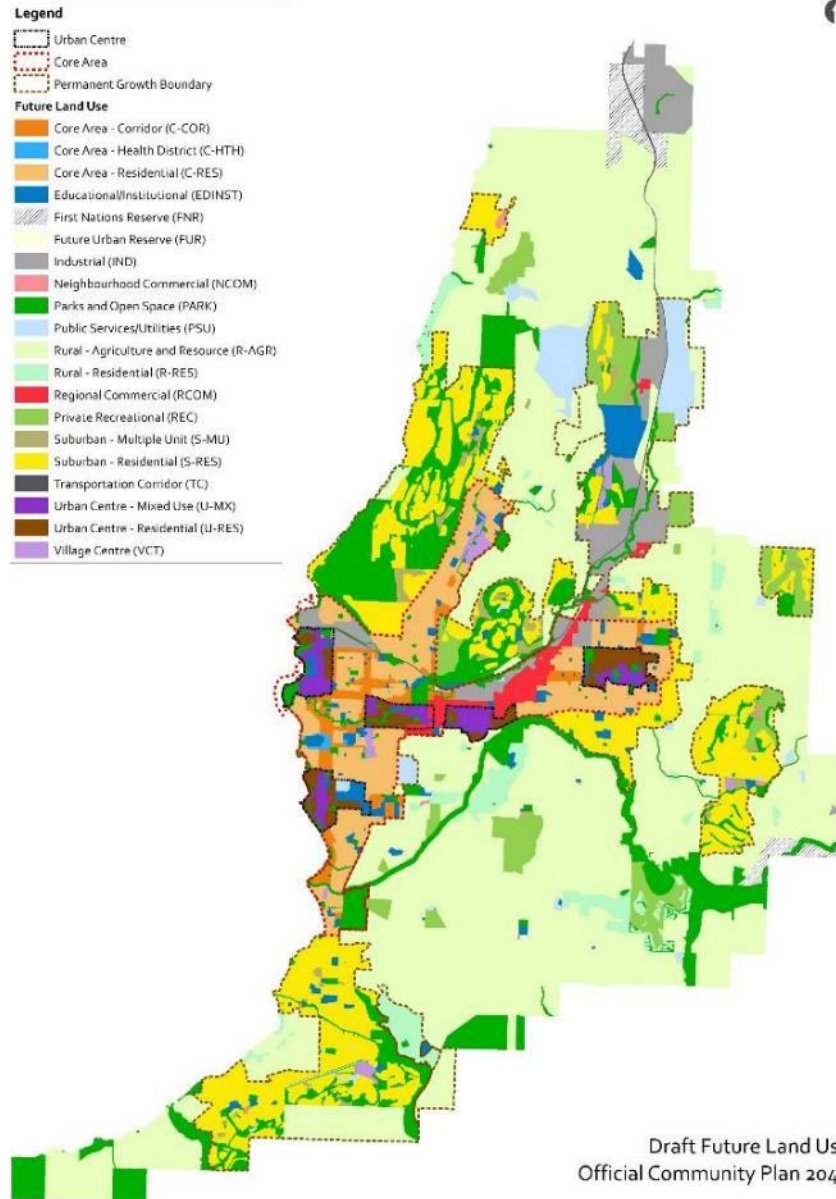 Legend
Urban Centre
Core Area
Permanent Growth Boundary
Future Land Use
Core Area - Corridor (C-COR)
Core Area - Health District (C-HTH)
Core Area - Residential (C-RES)
Educational/Institutional (EDINST)
First Nations Reserve (FNR)
Future Urban Reserve (FUR)
Industrial (IND)
Neighbourhood Commercial (NCOM)
Parks and Open Space (PARK)
Public Services/Utilities (PSU)
Rural - Agriculture and Resource (R-AGR)
Rural - Residential (R-RES)
Regional Commercial (RCOM)
Private Recreational (REC)
Suburban - Multiple Unit (S-MU)
Suburban - Residential (S-RES)
Transportation Corridor (TC)
Urban Centre - Mixed Use (U-MX)
Urban Centre - Residential (U-RES)
Village Centre (VCT)
Draft Future Land Us
Official Community Plan 204